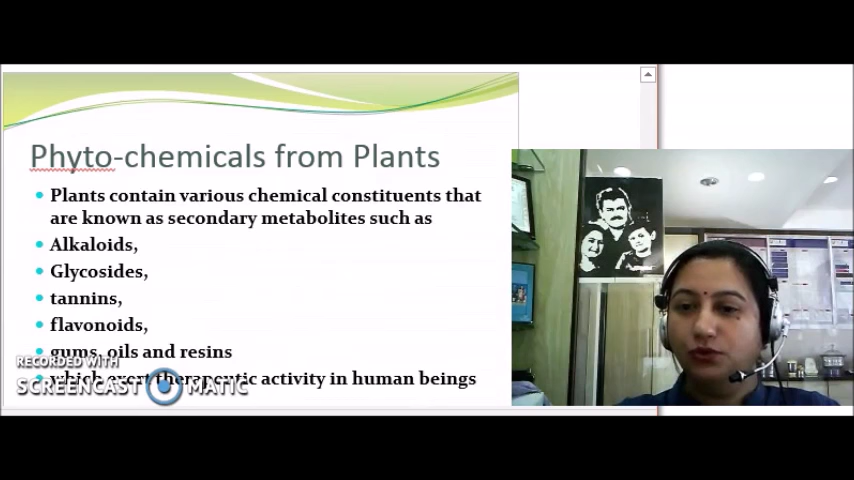 Phyto-chemicals from Plants
Plants contain various chemical constituents that
are known as secondary metabolites such as
Alkaloids,
Glycosides,
tannins,
flavonoids,
gums, oils and resins
which exert therapeutic activity in human beings
RECORDED WITH
SCREENCAST MATIC